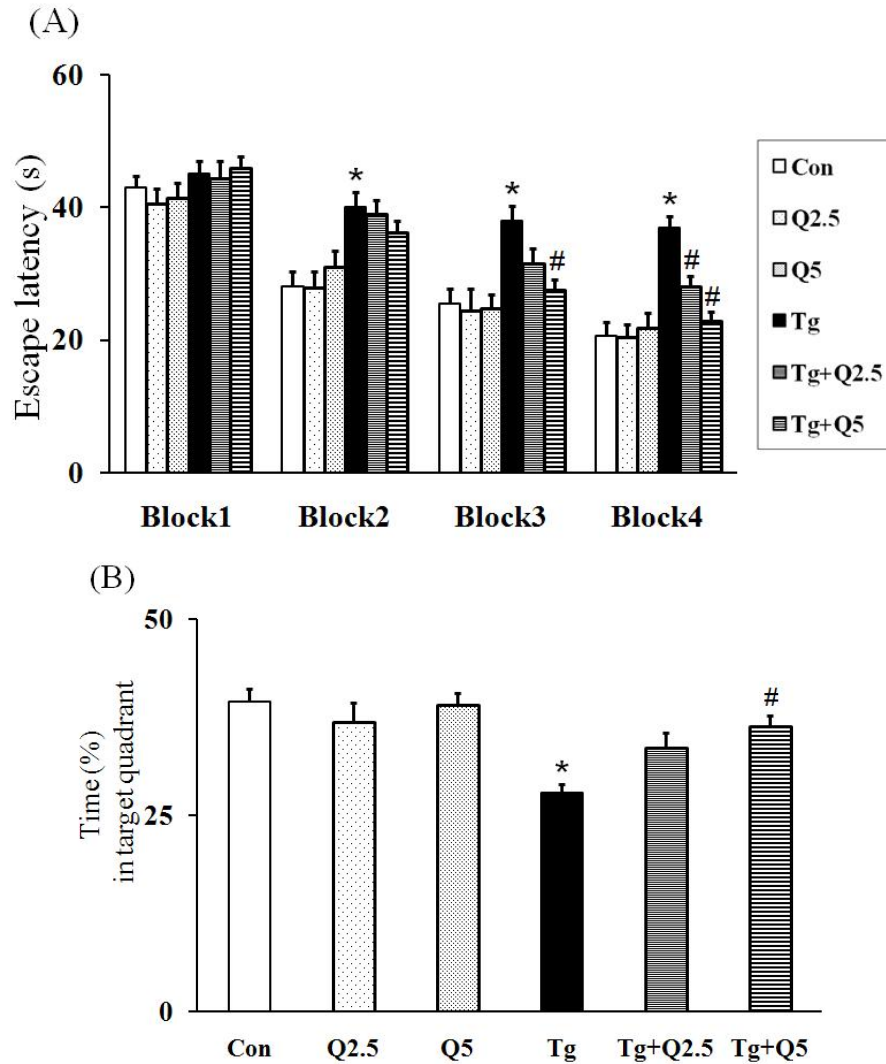 (A)
60
40
20
0
Escape latency (s)
*
*
#
*
#
#
Block1 Block2 Block3 Block4
Con
Q2.5
Q5
Tg
Tg+Q2.5
Tg+Q5
(B)
50
25
0
Time (%)
in target quadrant
*
#
Con Q2.5 Q5 Tg Tg+Q2.5 Tg+Q5